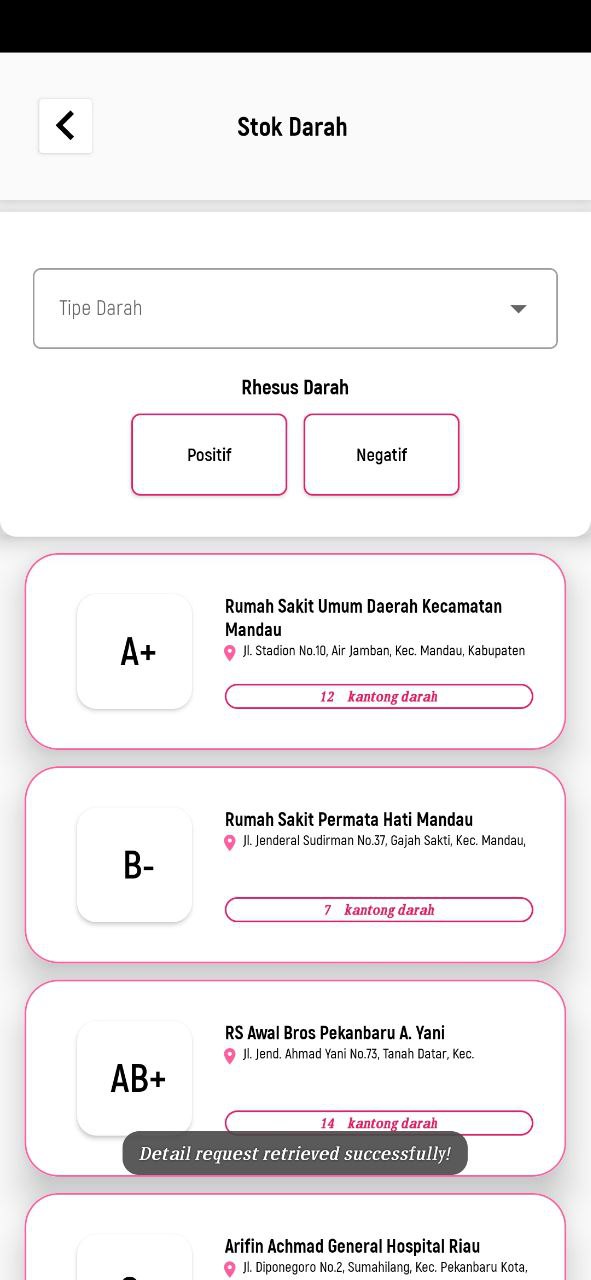 Stok Darah
Tipe Darah
Rhesus Darah
Positif
Negatif
A+
Rumah Sakit Umum Daerah Kecamatan
Mandau
Jl. Stadion No.10, Air Jamban, Kec. Mandau, Kabupaten
12 kantong darah
B-
Rumah Sakit Permata Hati Mandau
Jl. Jenderal Sudirman No.37, Gajah Sakti, Kec. Mandau,
7 kantong darah
AB+
RS Awal Bros Pekanbaru A. Yani
Jl. Jend. Ahmad Yani No.73, Tanah Datar, Kec.
14 kantong darah
Detail request retrieved successfully!
Arifin Achmad General Hospital Riau
Jl. Diponegoro No.2, Sumahilang, Kec. Pekanbaru Kota,